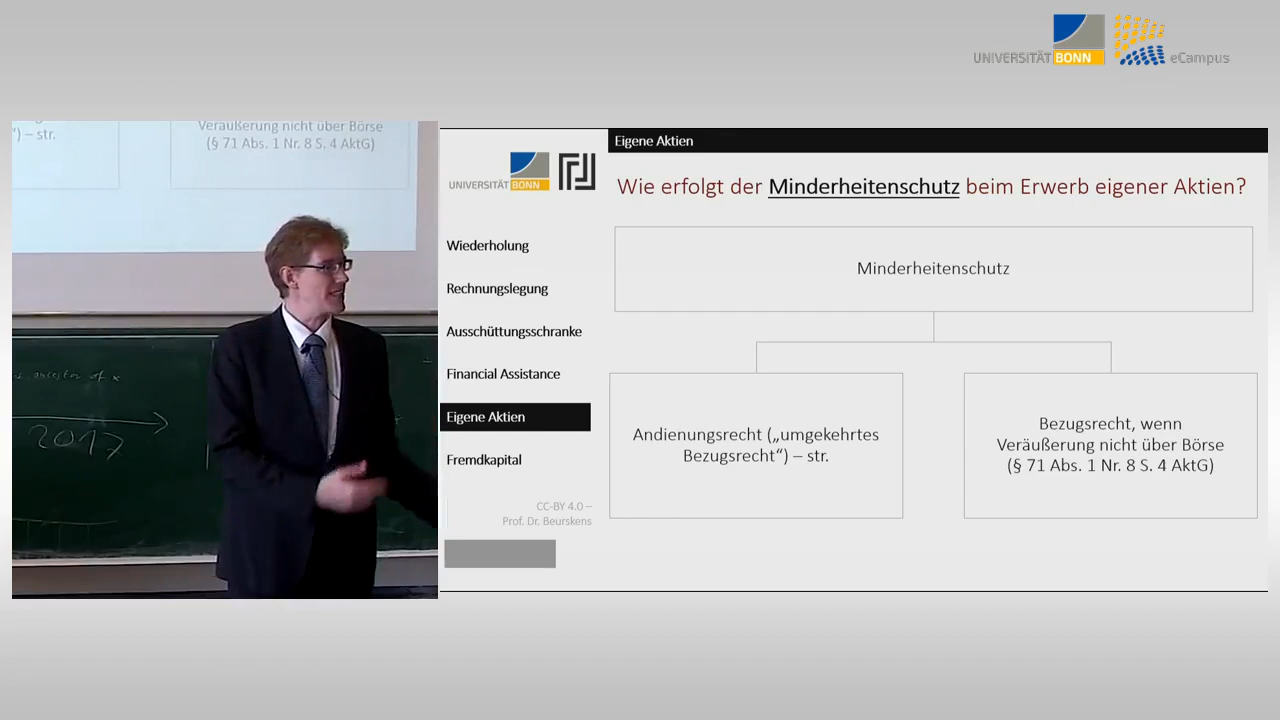 UNIVERSITÄT BONN
eCampus
Veräußerung nicht über Börse
(§ 71 Abs. 1 Nr. 8 S. 4 AktG)
") – str.
ancestor of x
2017
UNIVERSITÄT BONN
Wiederholung
Rechnungslegung
Ausschüttungsschranke
Financial Assistance
Eigene Aktien
Fremdkapital
CC-BY 4.0 –
Prof. Dr. Beurskens
Eigene Aktien
Wie erfolgt der Minderheitenschutz beim Erwerb eigener Aktien?
Minderheitenschutz
Andienungsrecht („umgekehrtes
Bezugsrecht“) – str.
Bezugsrecht, wenn
Veräußerung nicht über Börse
(§ 71 Abs. 1 Nr. 8 S. 4 AktG)